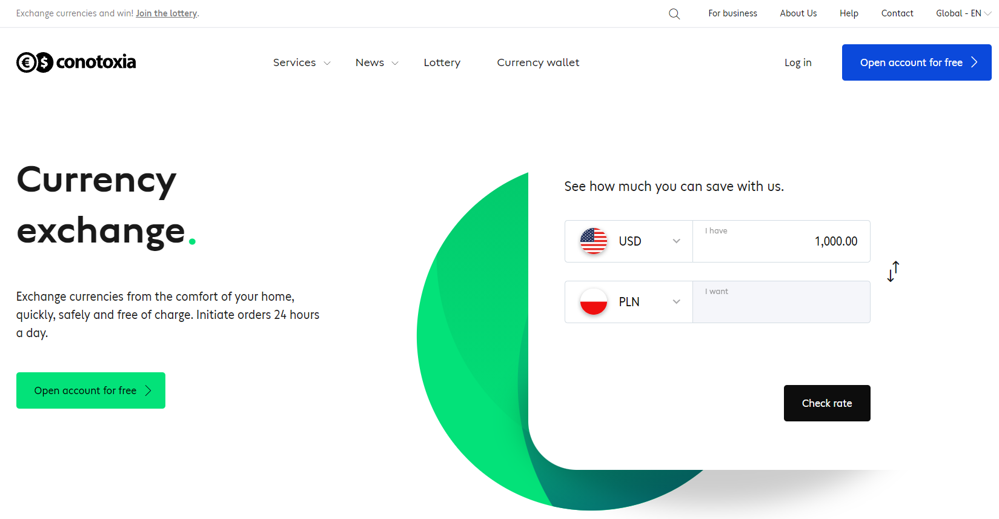 Exchange currencies and win! Join the lottery.
For business
About Us
Help
Contact
Global - EN
€$ conotoxia
Services
News
Lottery
Currency wallet
Log in
Open account for free
Currency
exchange.
Exchange currencies from the comfort of your home,
quickly, safely and free of charge. Initiate orders 24 hours
a day.
Open account for free
See how much you can save with us.
USD
I have
1,000.00
PLN
I want
Check rate